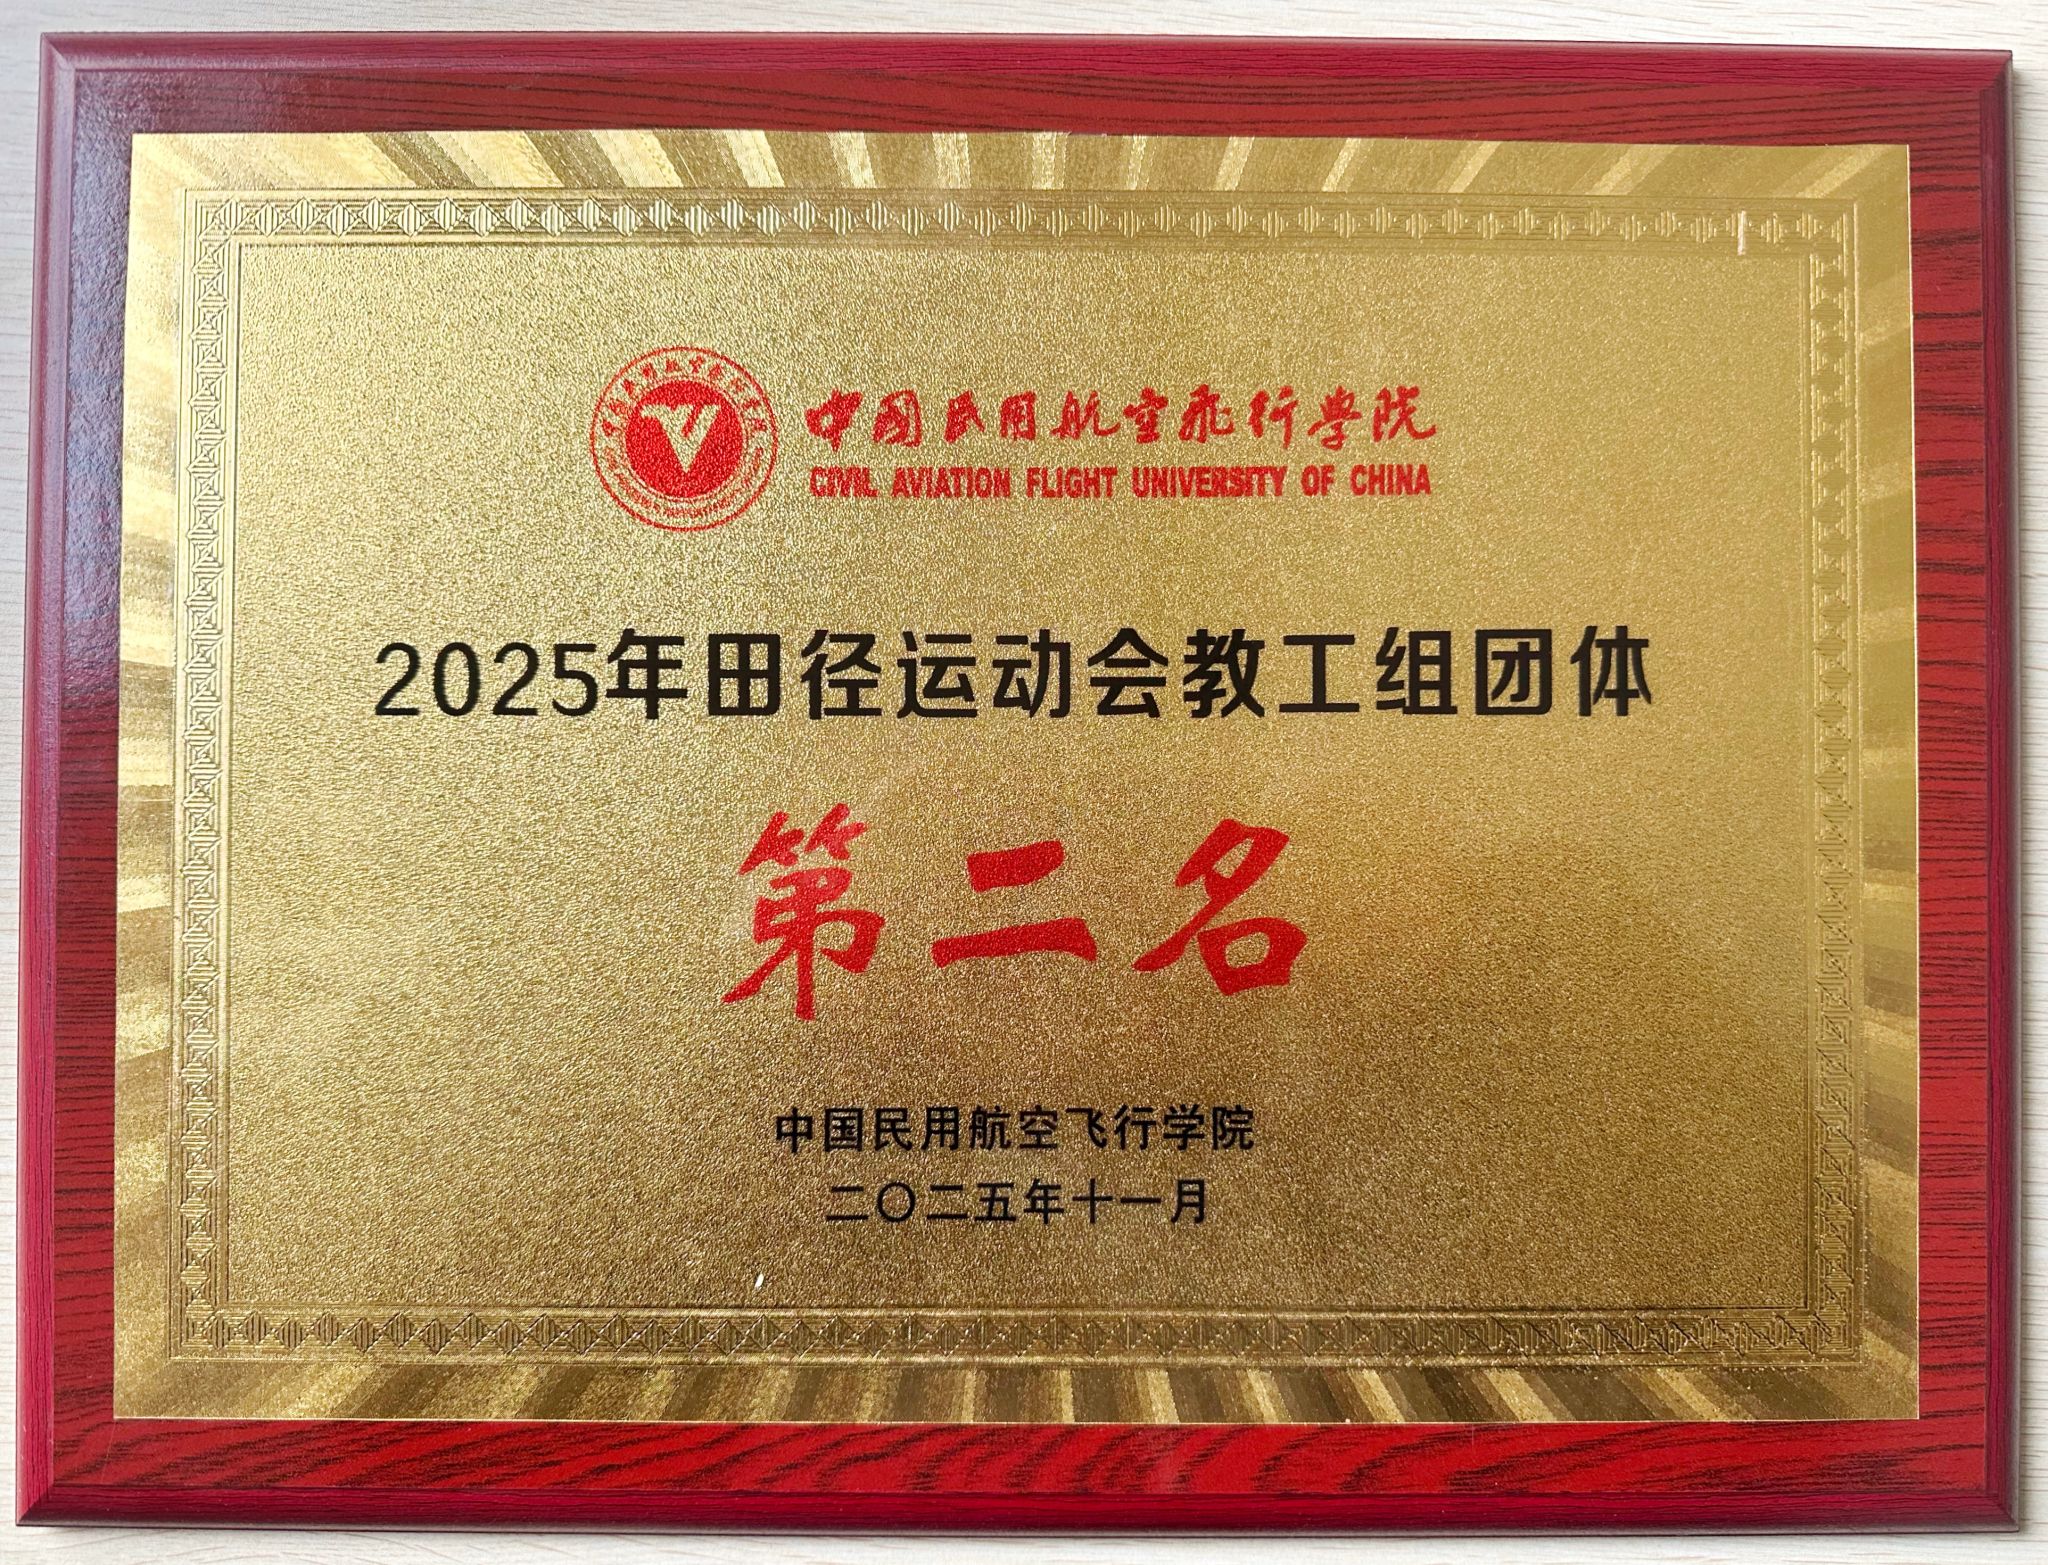 中国民用航空飞行学院
CIVIL AVIATION FLIGHT UNIVERSITY OF CHINA
2025年田径运动会教工组团体
第二名
中国民用航空飞行学院
二〇二五年十一月